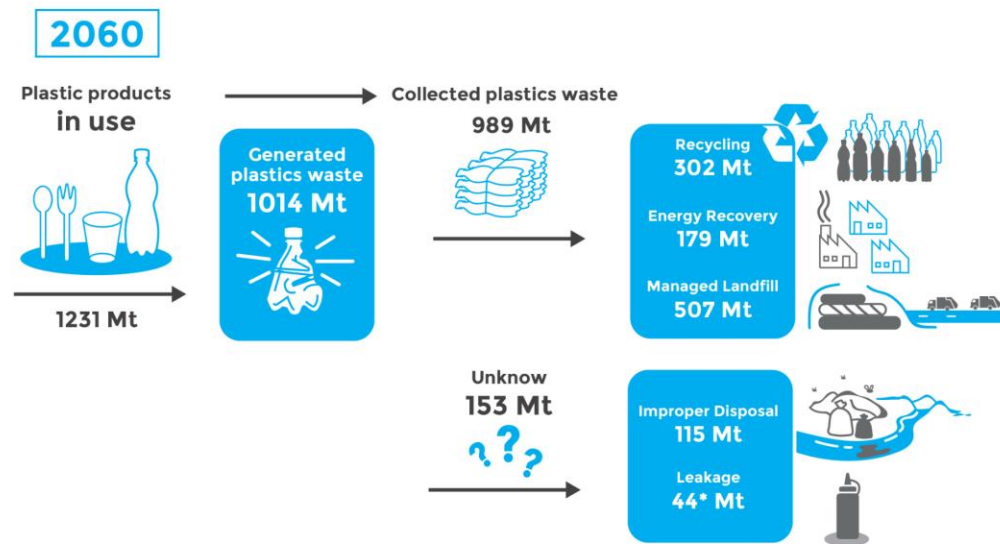 2060
Plastic products
in use
1231 Mt
Generated
plastics waste
1014 Mt
Collected plastics waste
989 Mt
Recycling
302 Mt
Energy Recovery
179 Mt
Managed Landfill
507 Mt
Unknow
153 Mt
???
Improper Disposal
115 Mt
Leakage
44* Mt